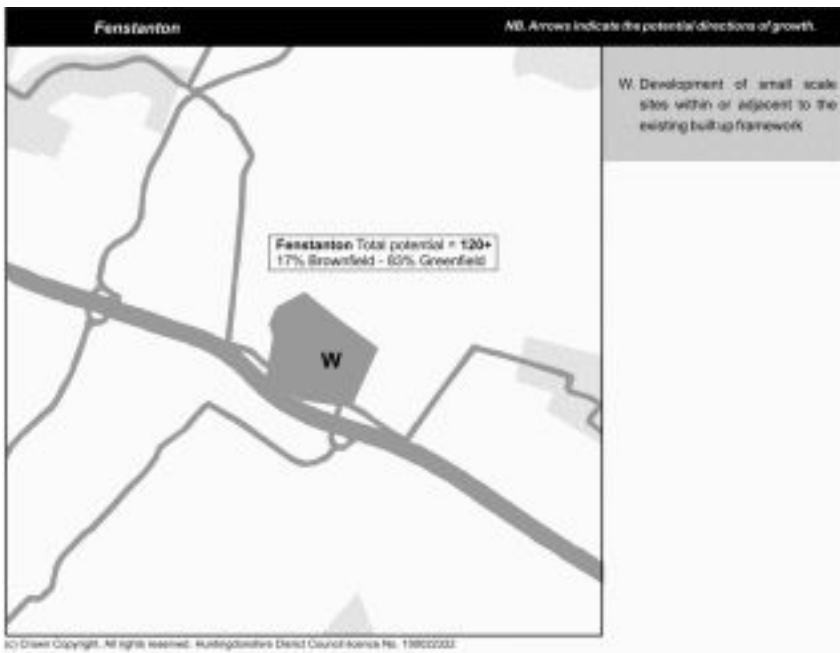 Fenstanton
NB. Arrows indicate the potential directions of growth.
W. Development of small scale
sites within or adjacent to the
existing built up framework
Fenstanton Total potential = 120+
17% Brownfield - 83% Greenfield
W
(c) Crown Copyright. All rights reserved. Huntingdonshire District Council licence No.